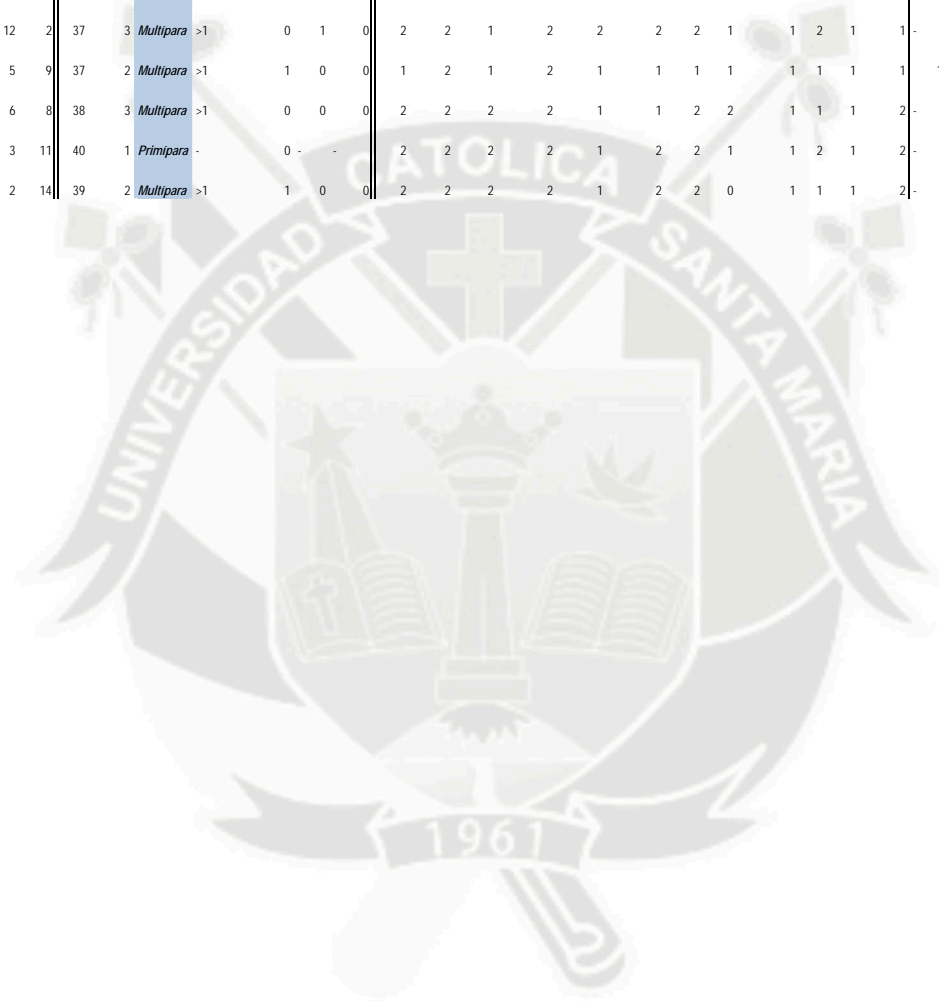 12 2 37 3 Multipara >1 0 1 0 2 2 1 2 2 2 2 1 1 2 1 1 -
5 9 37 2 Multipara >1 1 0 0 1 2 1 2 1 1 1 1 1 1 1 1
6 8 38 3 Multipara >1 0 0 0 2 2 2 2 1 1 2 2 1 1 1 2 -
3 11 40 1 Primipara - 0 - - 2 2 2 2 1 2 2 1 1 2 1 2 -
2 14 39 2 Multipara >1 1 0 0 2 2 2 2 1 2 2 0 1 1 1 2 -
UNIVERSIDAD CATOLICA SANTA MARIA
1961